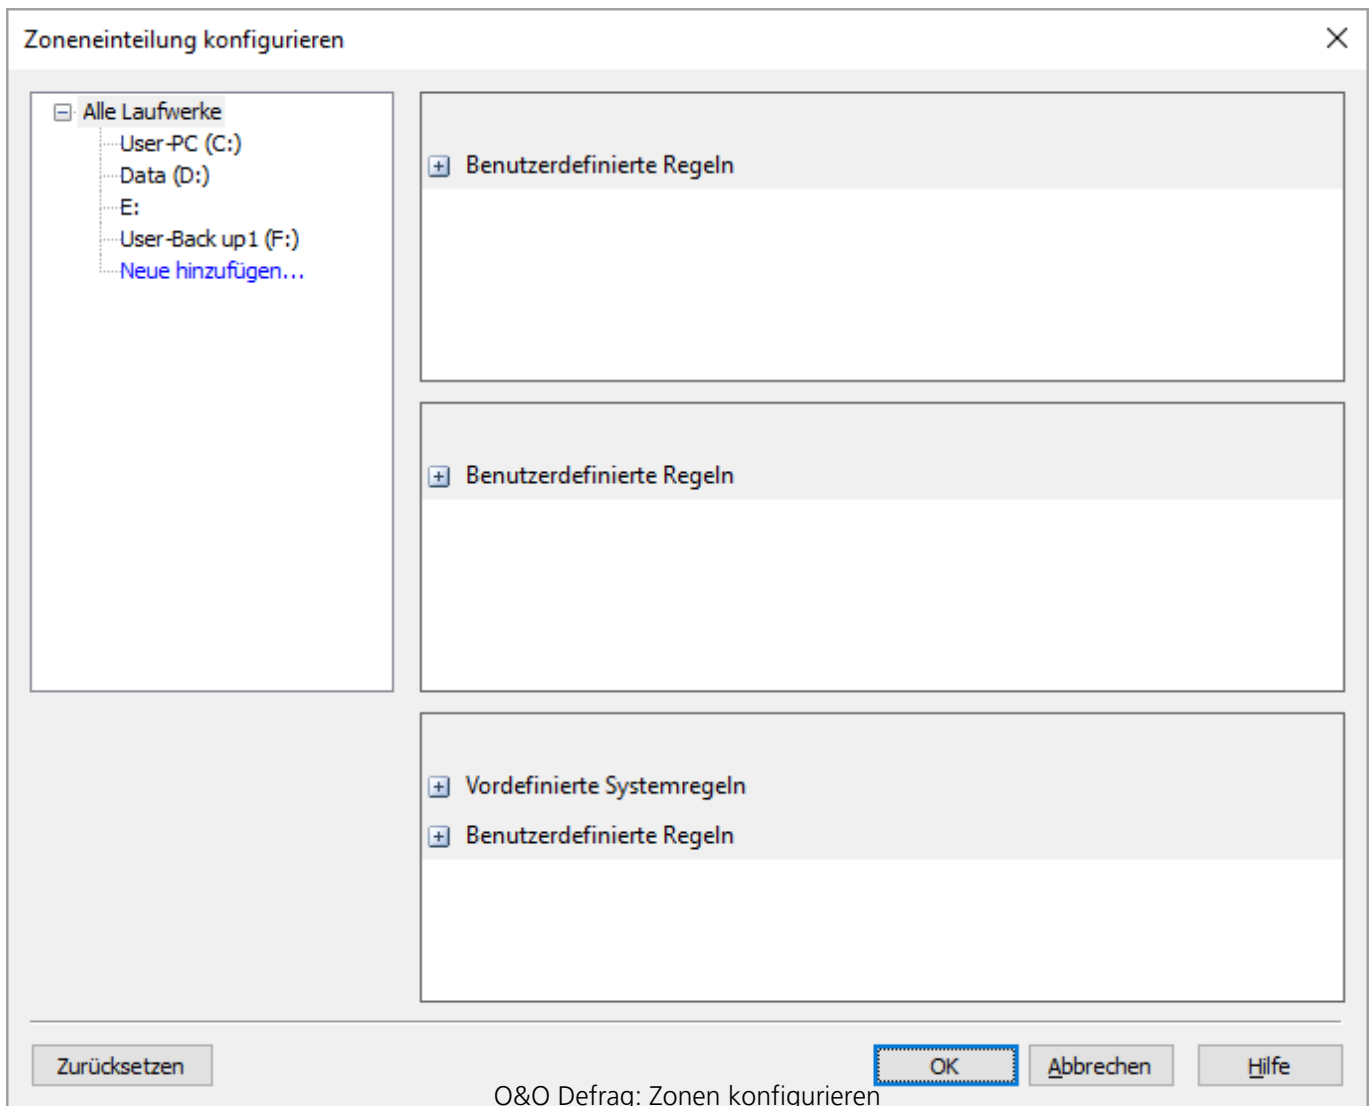 Zoneneinteilung konfigurieren
Alle Laufwerke
User-PC (C:)
Data (D:)
E:
User-Back up1 (F:)
Neue hinzufügen...
Benutzerdefinierte Regeln
Benutzerdefinierte Regeln
Vordefinierte Systemregeln
Benutzerdefinierte Regeln
Zurücksetzen
OK
Abbrechen
Hilfe
O&O Defrag: Zonen konfigurieren